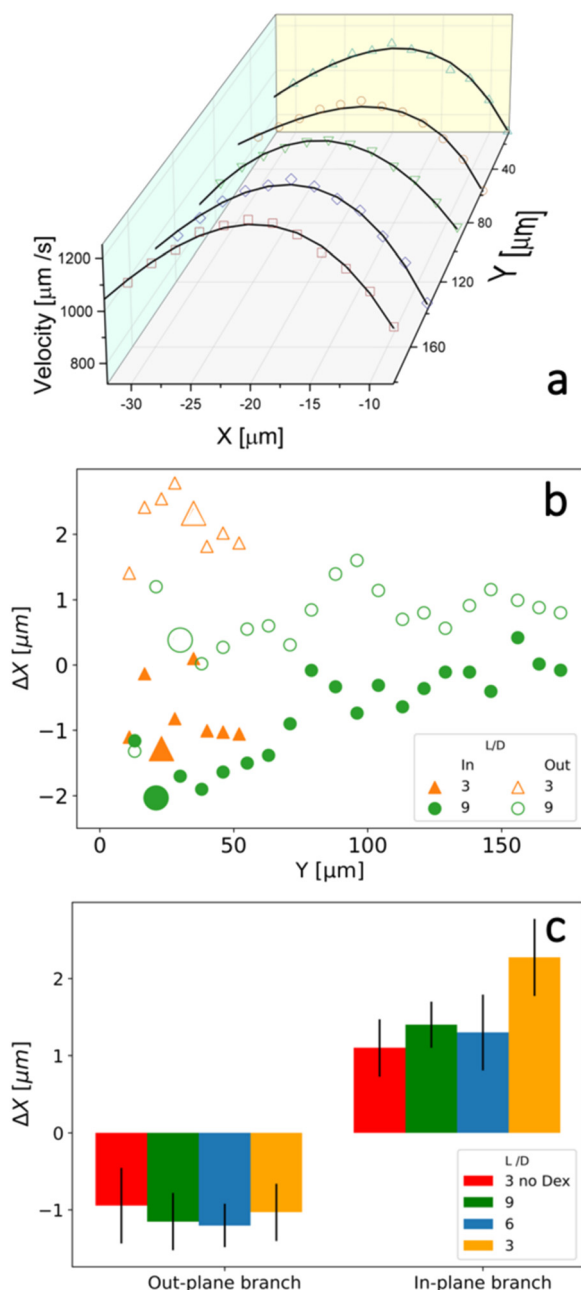 1200
1000
800
Velocity [μm /s]
-30
-25
-20
-15
-10
X [μm]
40
80
120
160
Y [μm]
a
b
2
1
0
−1
−2
ΔX [μm]
0
50
100
150
Y [μm]
L/D
In Out
3 3
9 9
c
2
1
0
−1
ΔX [μm]
L /D
3 no Dex
9
6
3
Out-plane branch In-plane branch